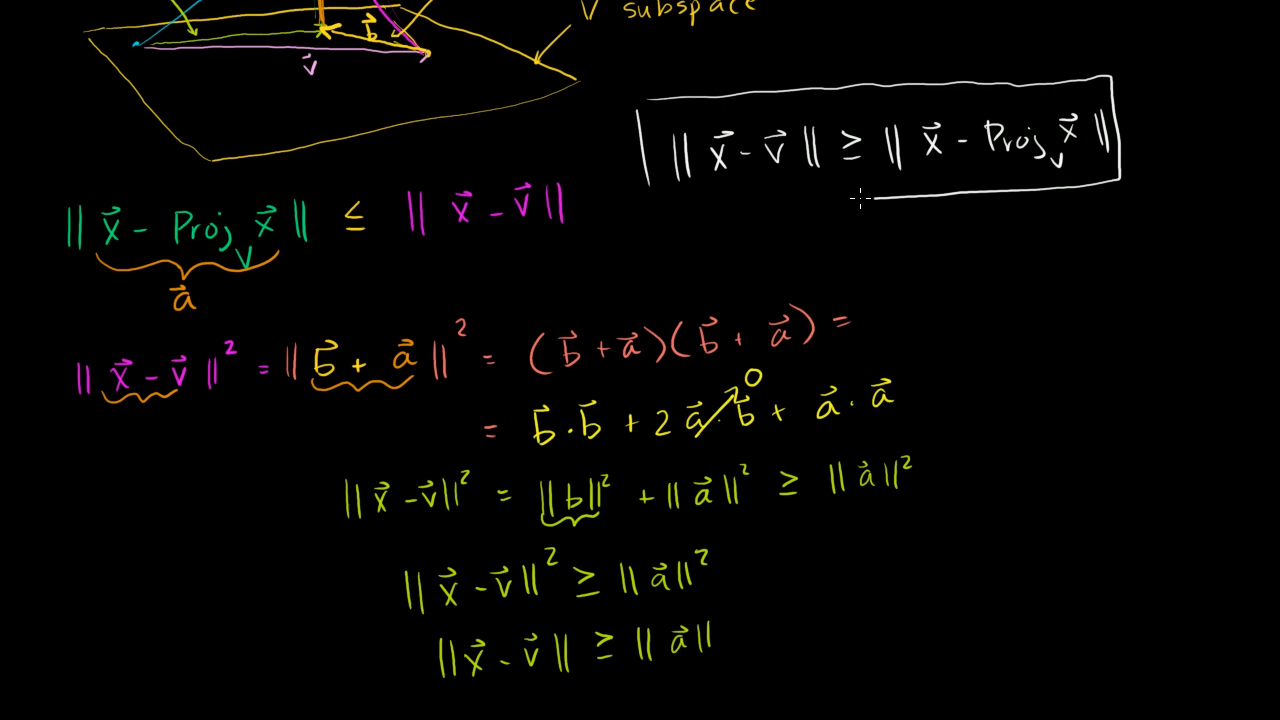 V subspace
b⃗
v⃗
‖ x⃗ - v⃗ ‖ ≥ ‖ x⃗ - Proj_V x⃗ ‖
‖ x⃗ - Proj_V x⃗ ‖ ≤ ‖ x⃗ - v⃗ ‖
a⃗
‖ x⃗ - v⃗ ‖² = ‖ b⃗ + a⃗ ‖² = (b⃗ + a⃗)(b⃗ + a⃗) =
= b⃗ · b⃗ + 2 a⃗ · b⃗ + a⃗ · a⃗
0
‖ x⃗ - v⃗ ‖² = ‖ b ‖² + ‖ a⃗ ‖² ≥ ‖ a⃗ ‖²
‖ x⃗ - v⃗ ‖² ≥ ‖ a⃗ ‖²
‖ x⃗ - v⃗ ‖ ≥ ‖ a⃗ ‖